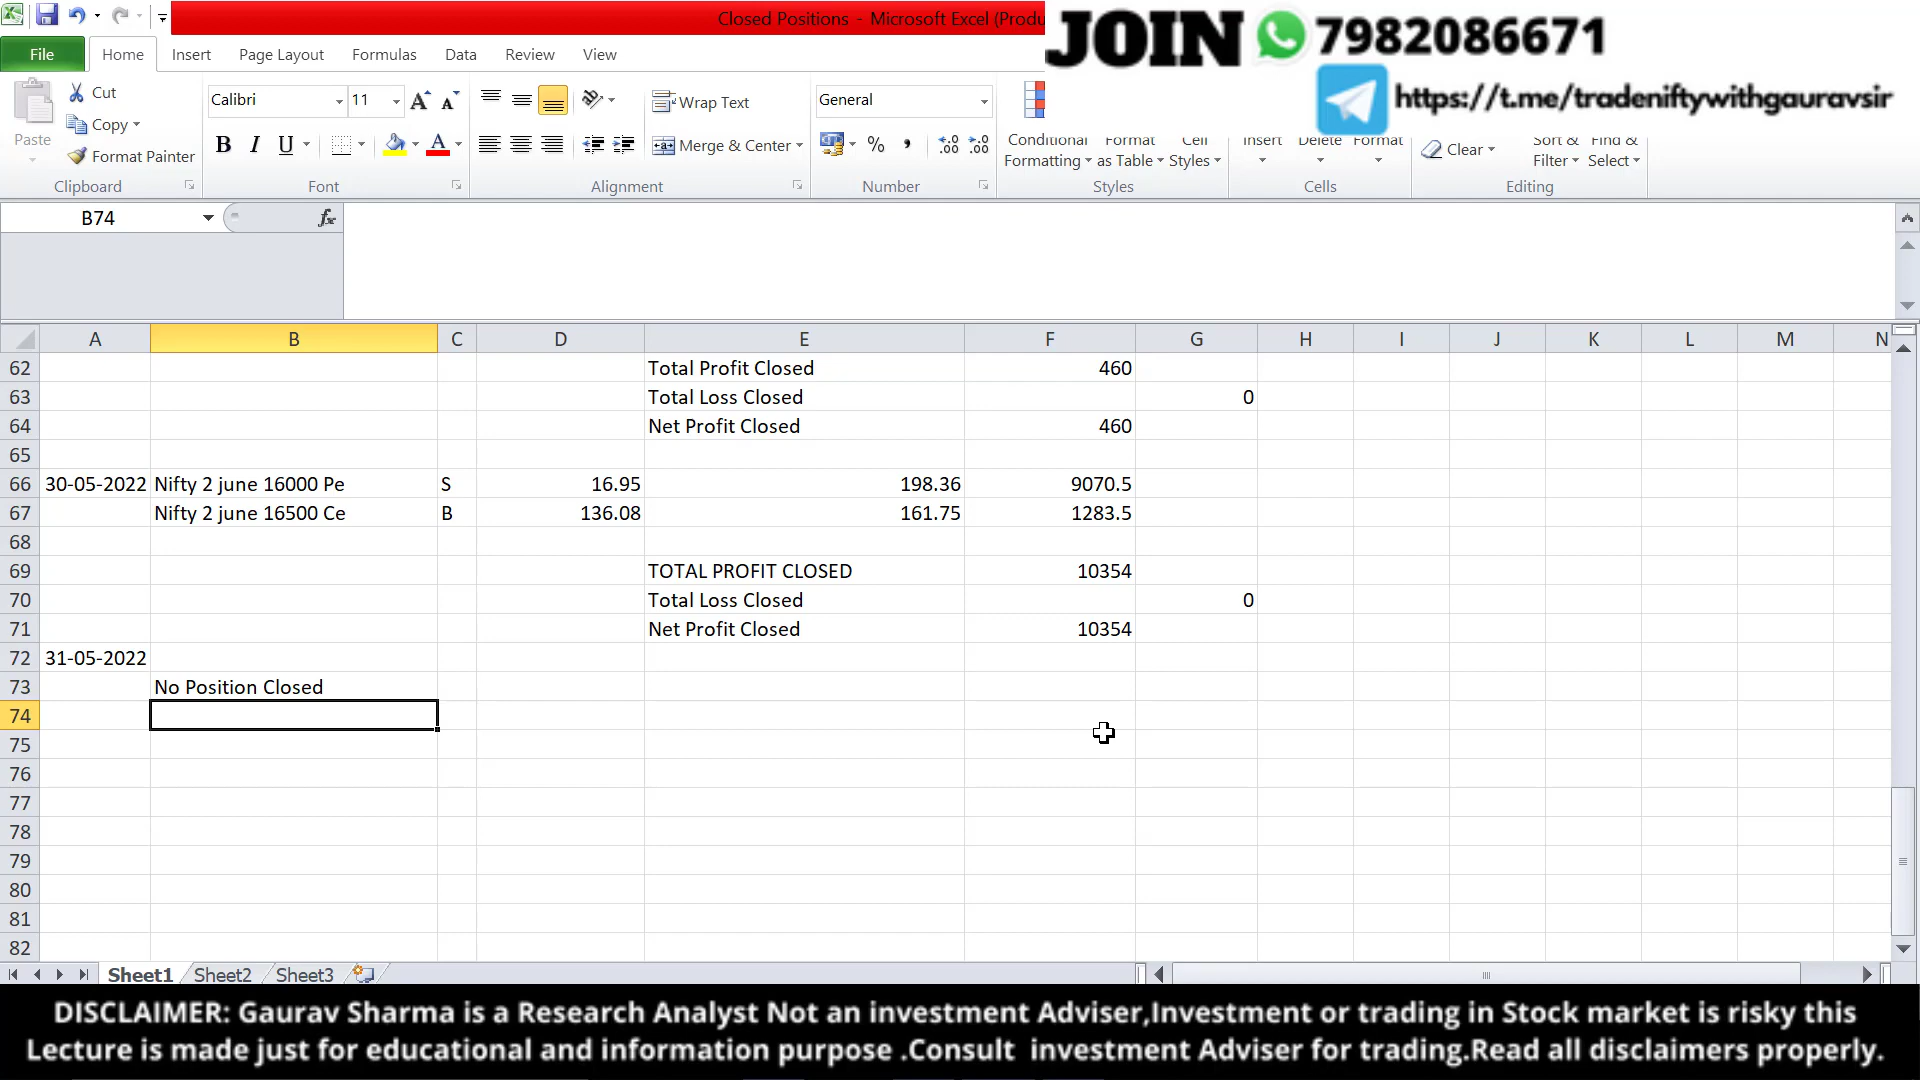 Closed Positions - Microsoft Excel (Produ
JOIN 7982086671
https://t.me/tradeniftywithgauravsir
File Home Insert Page Layout Formulas Data Review View
Paste Cut Copy Format Painter
Calibri 11
B I U A
Wrap Text
Merge & Center
General
%
Conditional Formatting Format as Table Cell Styles
Insert Delete Format
Clear Sort & Filter Find & Select
Clipboard Font Alignment Number Styles Cells Editing
B74 fx
A B C D E F G H I J K L M N
62 Total Profit Closed 460
63 Total Loss Closed 0
64 Net Profit Closed 460
65
66 30-05-2022 Nifty 2 june 16000 Pe S 16.95 198.36 9070.5
67 Nifty 2 june 16500 Ce B 136.08 161.75 1283.5
68
69 TOTAL PROFIT CLOSED 10354
70 Total Loss Closed 0
71 Net Profit Closed 10354
72 31-05-2022
73 No Position Closed
74
75
76
77
78
79
80
81
82
Sheet1 Sheet2 Sheet3
DISCLAIMER: Gaurav Sharma is a Research Analyst Not an investment Adviser,Investment or trading in Stock market is risky this
Lecture is made just for educational and information purpose .Consult investment Adviser for trading.Read all disclaimers properly.